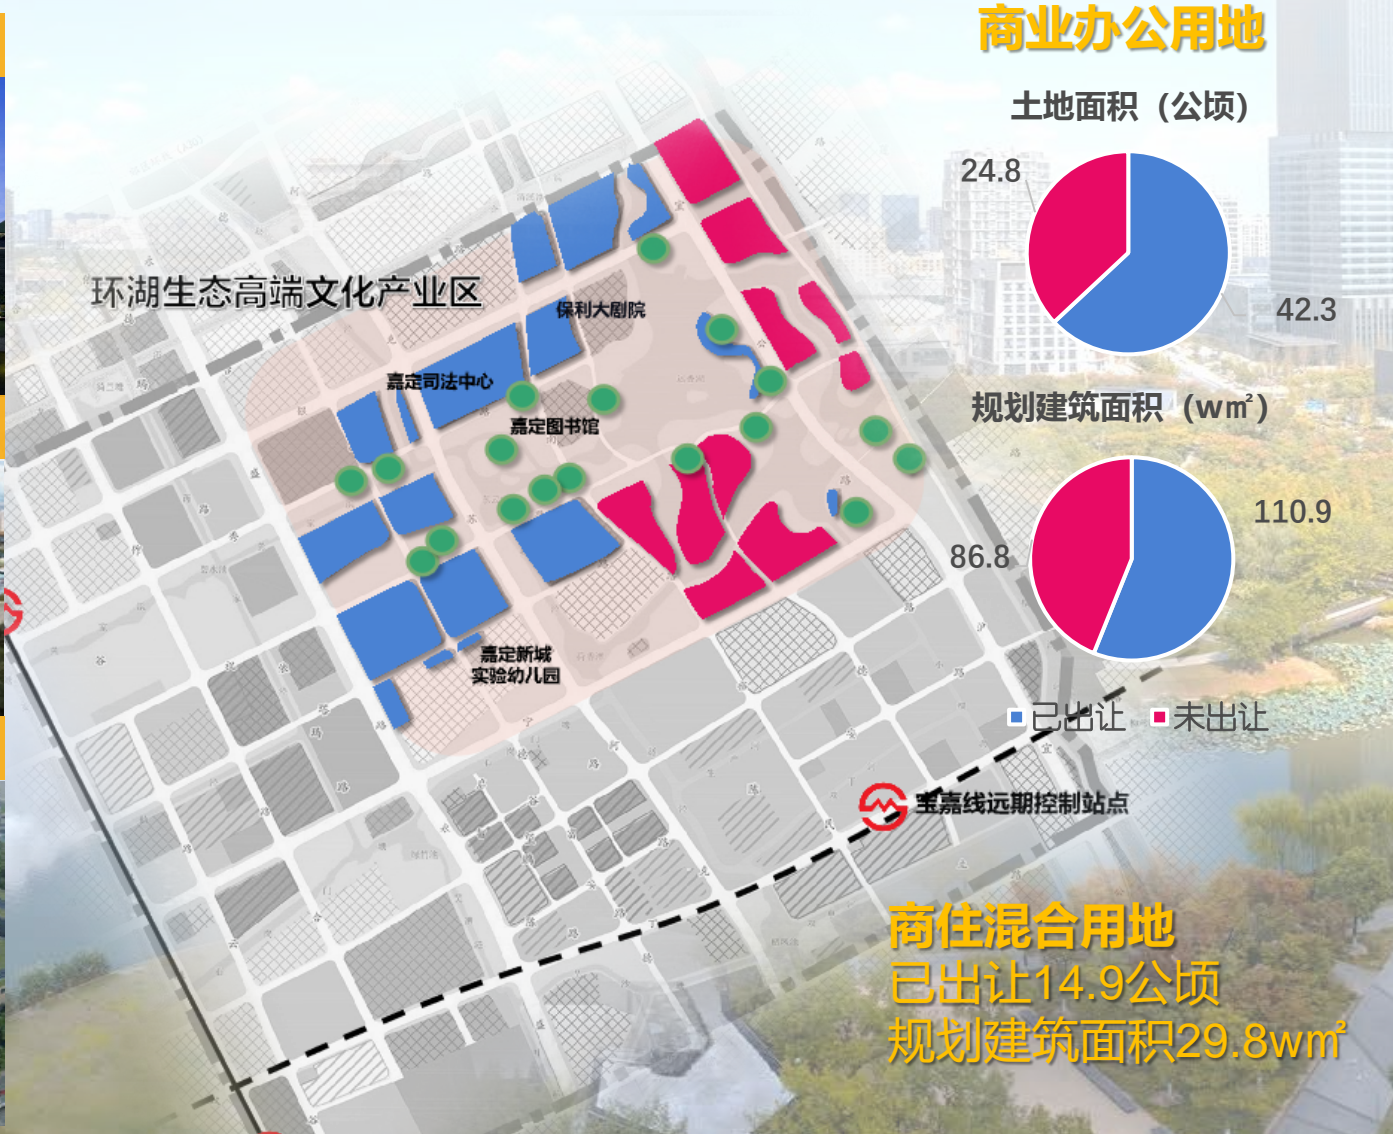 商业办公用地
土地面积（公顷）
24.8
42.3
规划建筑面积（w㎡）
110.9
86.8
已出让
未出让
环湖生态高端文化产业区
保利大剧院
嘉定司法中心
嘉定图书馆
嘉定新城
实验幼儿园
宝嘉线远期控制站点
商住混合用地
已出让14.9公顷
规划建筑面积29.8w㎡